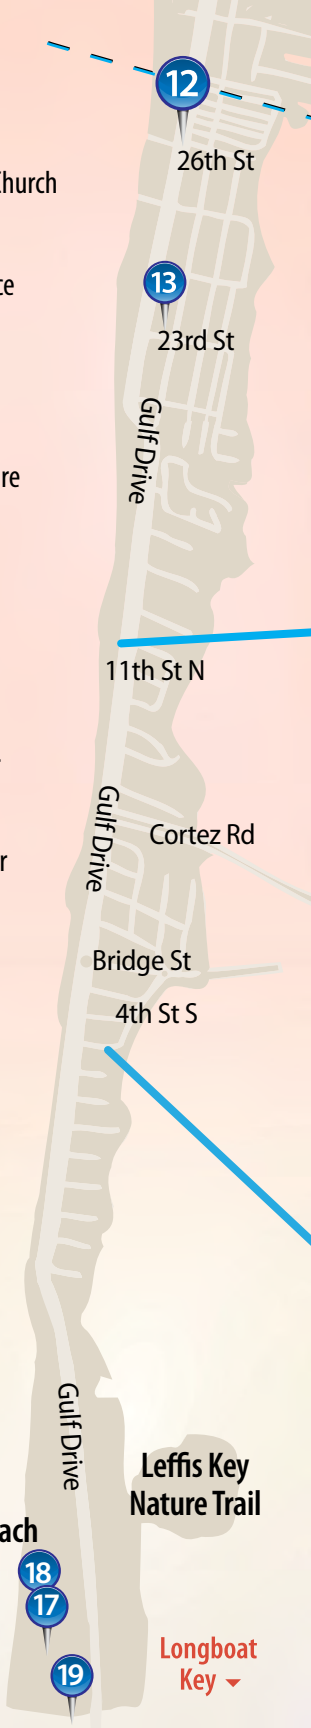 12
26th St
Church
ce
13
23rd St
Gulf Drive
re
11th St N
Gulf Drive
Cortez Rd
r
Bridge St
4th St S
Gulf Drive
Leffis Key
Nature Trail
ach
18
17
Longboat
Key
19